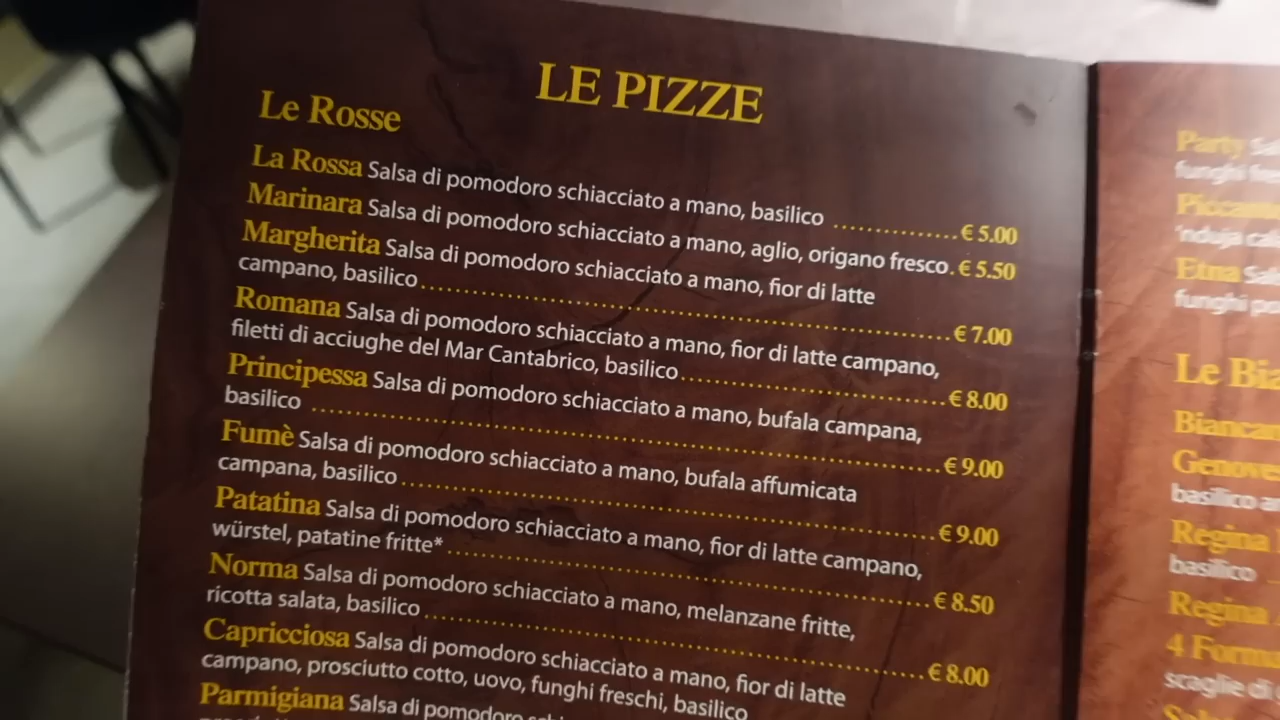 LE PIZZE
Le Rosse
La Rossa Salsa di pomodoro schiacciato a mano, basilico ............... € 5.00
Marinara Salsa di pomodoro schiacciato a mano, aglio, origano fresco. € 5.50
Margherita Salsa di pomodoro schiacciato a mano, fior di latte
campano, basilico ............... € 7.00
Romana Salsa di pomodoro schiacciato a mano, fior di latte campano,
filetti di acciughe del Mar Cantabrico, basilico ............... € 8.00
Principessa Salsa di pomodoro schiacciato a mano, bufala campana,
basilico ............... € 9.00
Fumè Salsa di pomodoro schiacciato a mano, bufala affumicata
campana, basilico ............... € 9.00
Patatina Salsa di pomodoro schiacciato a mano, fior di latte campano,
würstel, patatine fritte* ............... € 8.50
Norma Salsa di pomodoro schiacciato a mano, melanzane fritte,
ricotta salata, basilico ............... € 8.00
Capricciosa Salsa di pomodoro schiacciato a mano, fior di latte
campano, prosciutto cotto, uovo, funghi freschi, basilico
Parmigiana Salsa di pomodoro
Party
funghi
'nduja
Etna
funghi
Le
basilico
Regina
basilico
Regina
4
scaglie di